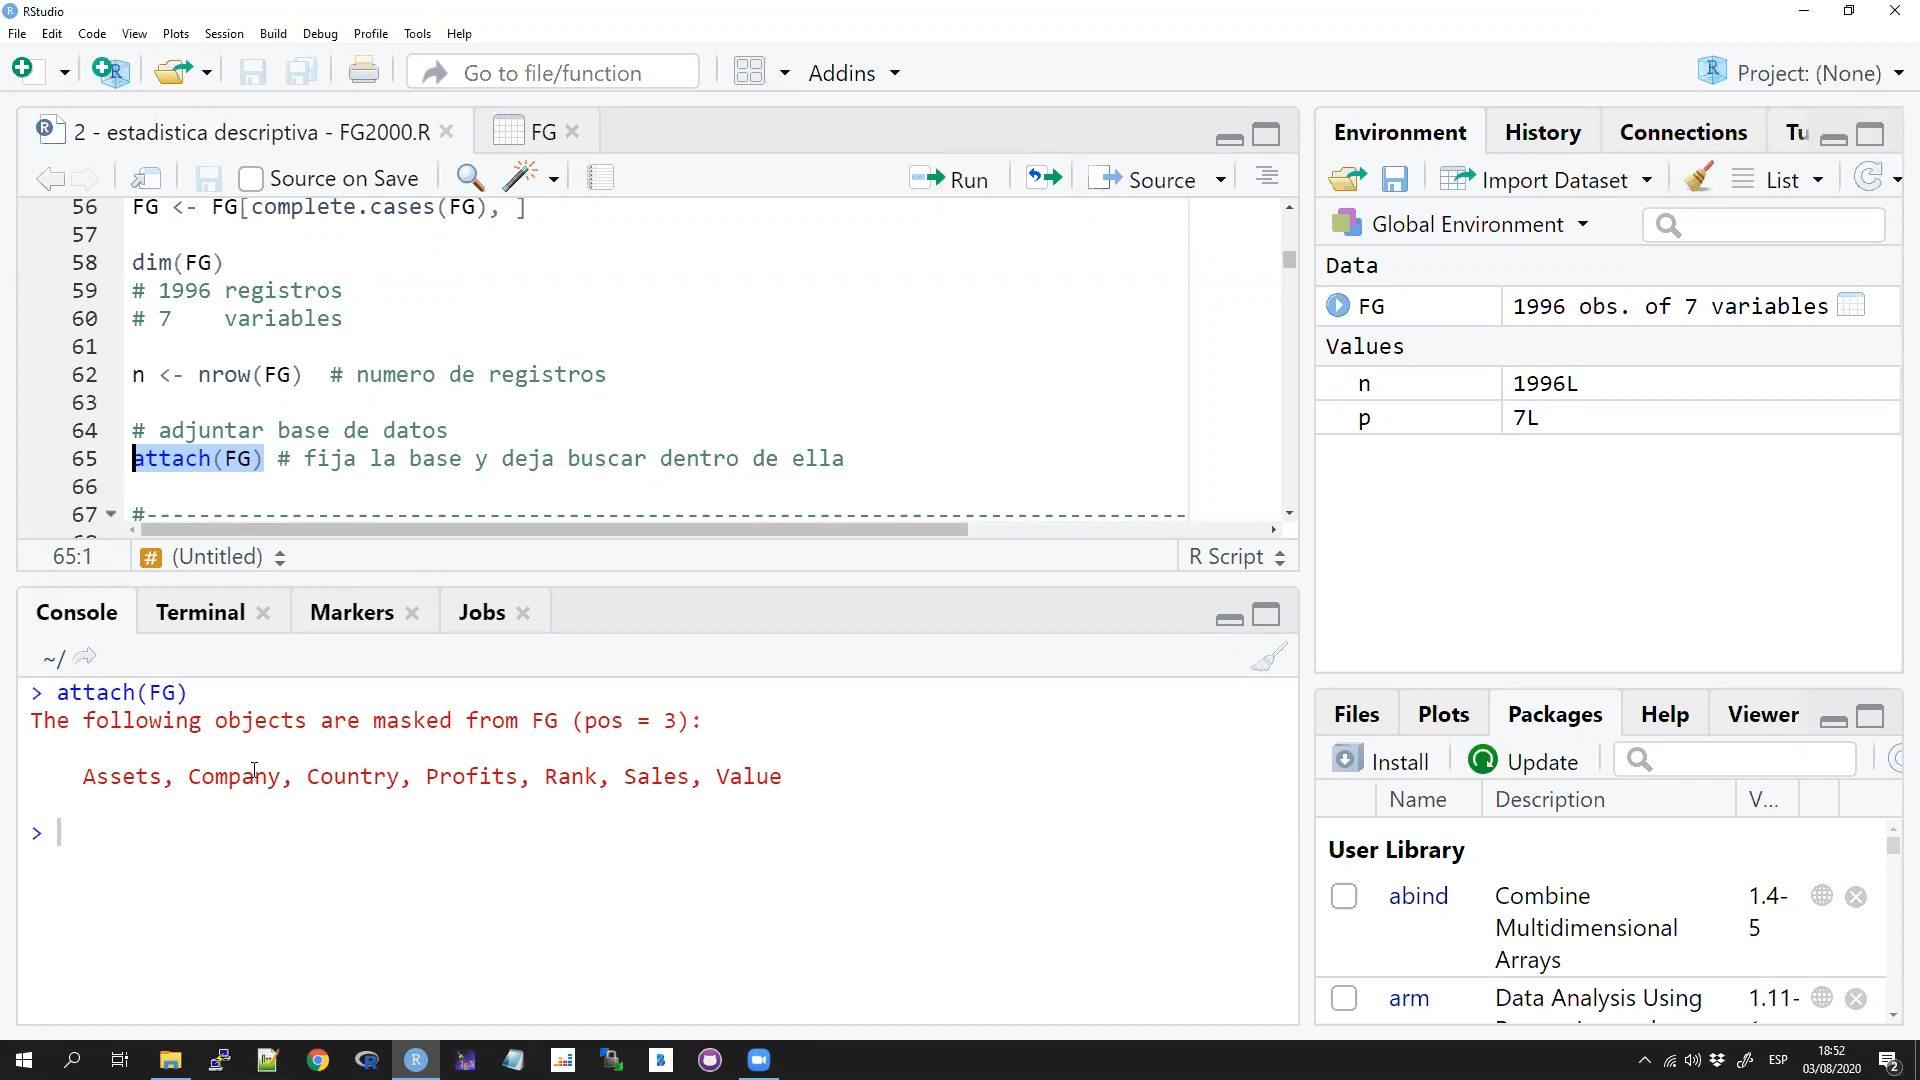 RStudio
File Edit Code View Plots Session Build Debug Profile Tools Help
Go to file/function
Addins
Project: (None)
2 - estadistica descriptiva - FG2000.R
FG
Source on Save
Run
Source
56 FG <- FG[complete.cases(FG), ]
57
58 dim(FG)
59 # 1996 registros
60 # 7    variables
61
62 n <- nrow(FG)  # numero de registros
63
64 # adjuntar base de datos
65 attach(FG) # fija la base y deja buscar dentro de ella
66
67 #--------------------------------------------------------------------------------
65:1
(Untitled)
R Script
Console Terminal Markers Jobs
~/
> attach(FG)
The following objects are masked from FG (pos = 3):
Assets, Company, Country, Profits, Rank, Sales, Value
>
Environment History Connections Tu
Import Dataset
List
Global Environment
Data
FG 1996 obs. of 7 variables
Values
n 1996L
p 7L
Files Plots Packages Help Viewer
Install
Update
Name Description V...
User Library
abind Combine Multidimensional Arrays 1.4-5
arm Data Analysis Using 1.11-
ESP
18:52
03/08/2020
2